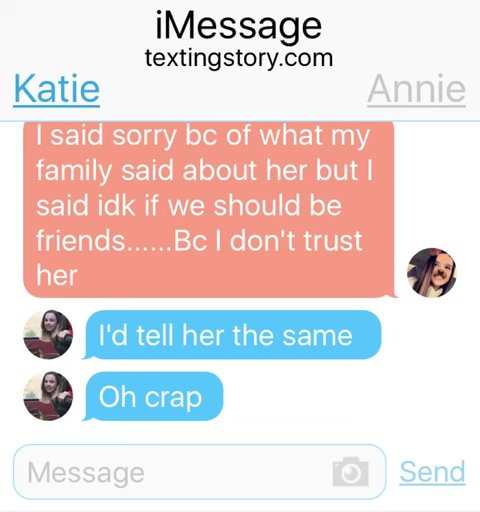 iMessage
textingstory.com
Katie
Annie
I said sorry bc of what my
family said about her but I
said idk if we should be
friends......Bc I don't trust
her
I'd tell her the same
Oh crap
Message
Send